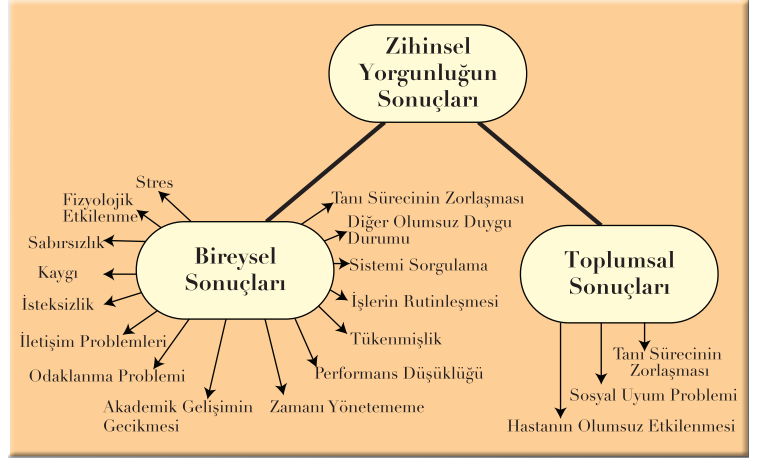 Zihinsel
Yorgunluğun
Sonuçları
Bireysel
Sonuçları
Stres
Fizyolojik
Etkilenme
Sabırsızlık
Kaygı
İsteksizlik
İletişim Problemleri
Odaklanma Problemi
Akademik Gelişimin
Gecikmesi
Zamanı Yönetememe
Performans Düşüklüğü
Tükenmişlik
İşlerin Rutinleşmesi
Sistemi Sorgulama
Diğer Olumsuz Duygu
Durumu
Tanı Sürecinin Zorlaşması
Toplumsal
Sonuçları
Tanı Sürecinin
Zorlaşması
Sosyal Uyum Problemi
Hastanın Olumsuz Etkilenmesi